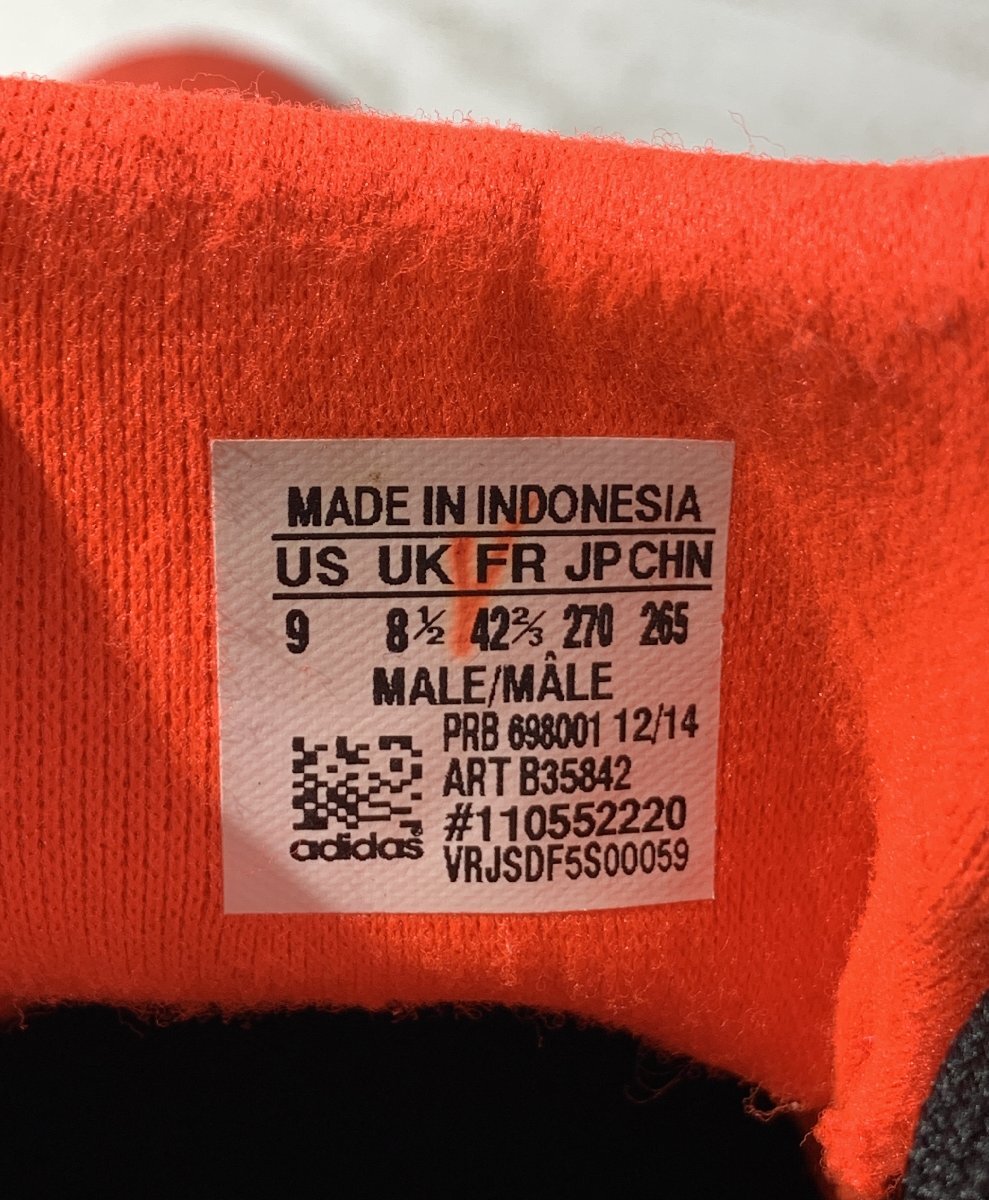 MADE IN INDONESIA
US UK FR JP CHN
9 8½ 42⅔ 270 265
MALE/MÂLE
PRB 698001 12/14
ART B35842
#110552220
adidas
VRJSDF5S00059